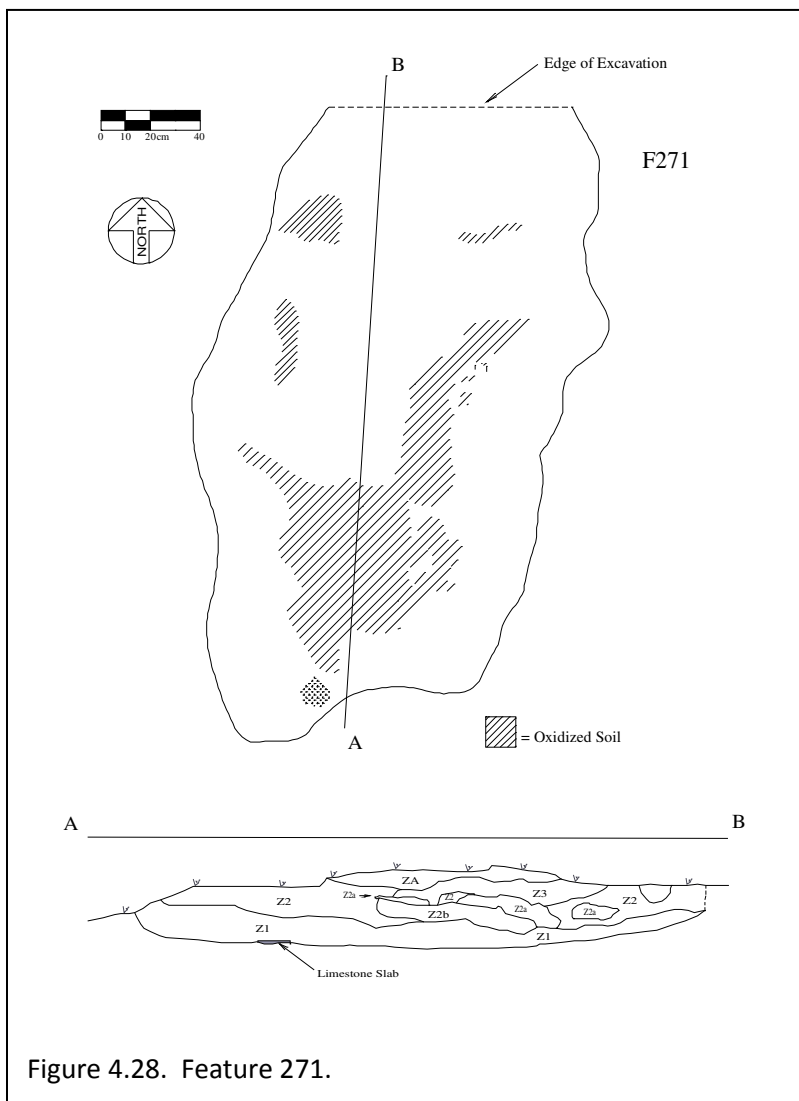 B
Edge of Excavation
0 10 20cm 40
F271
NORTH
A
= Oxidized Soil
A
B
ZA
Z2a
Z2
Z3
Z2
Z2
Z2b
Z2a
Z2a
Z1
Z1
Limestone Slab
Figure 4.28. Feature 271.